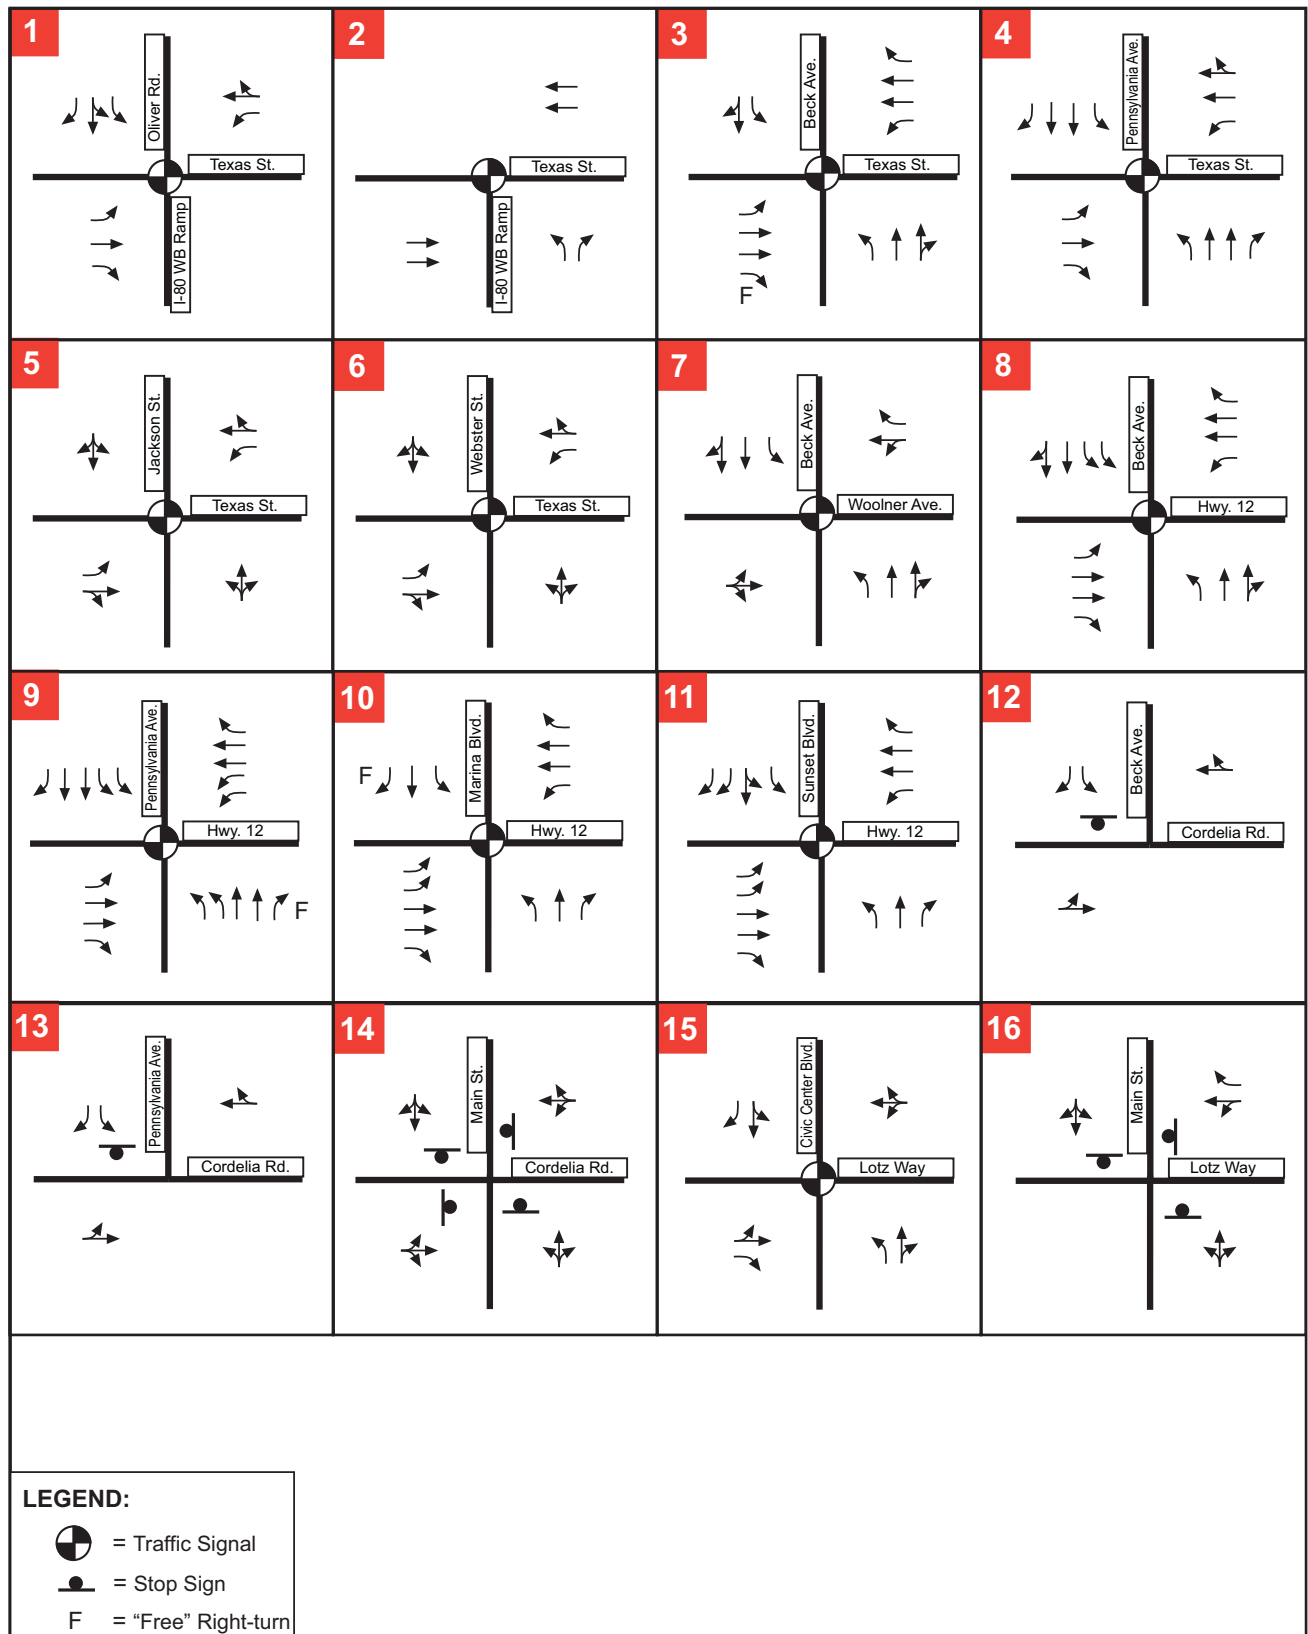 1
Oliver Rd.
Texas St.
I-80 WB Ramp
2
Texas St.
I-80 WB Ramp
3
Beck Ave.
Texas St.
F
4
Pennsylvania Ave.
Texas St.
5
Jackson St.
Texas St.
6
Webster St.
Texas St.
7
Beck Ave.
Woolner Ave.
8
Beck Ave.
Hwy. 12
9
Pennsylvania Ave.
Hwy. 12
F
10
F
Marina Blvd.
Hwy. 12
11
Sunset Blvd.
Hwy. 12
12
Beck Ave.
Cordelia Rd.
13
Pennsylvania Ave.
Cordelia Rd.
14
Main St.
Cordelia Rd.
15
Civic Center Blvd.
Lotz Way
16
Main St.
Lotz Way
LEGEND:
= Traffic Signal
= Stop Sign
F = “Free” Right-turn